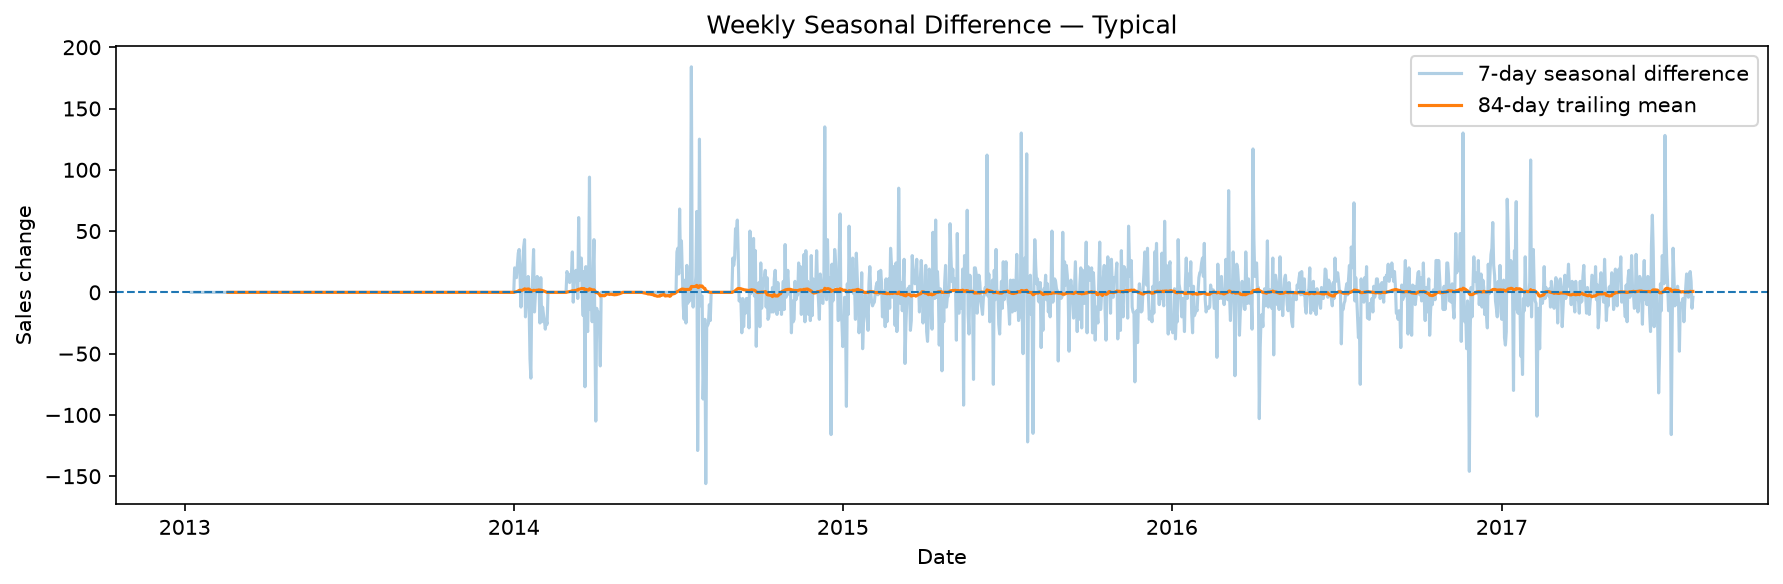 Weekly Seasonal Difference — Typical
7-day seasonal difference
84-day trailing mean
Sales change
200
150
100
50
0
−50
−100
−150
2013
2014
2015
2016
2017
Date